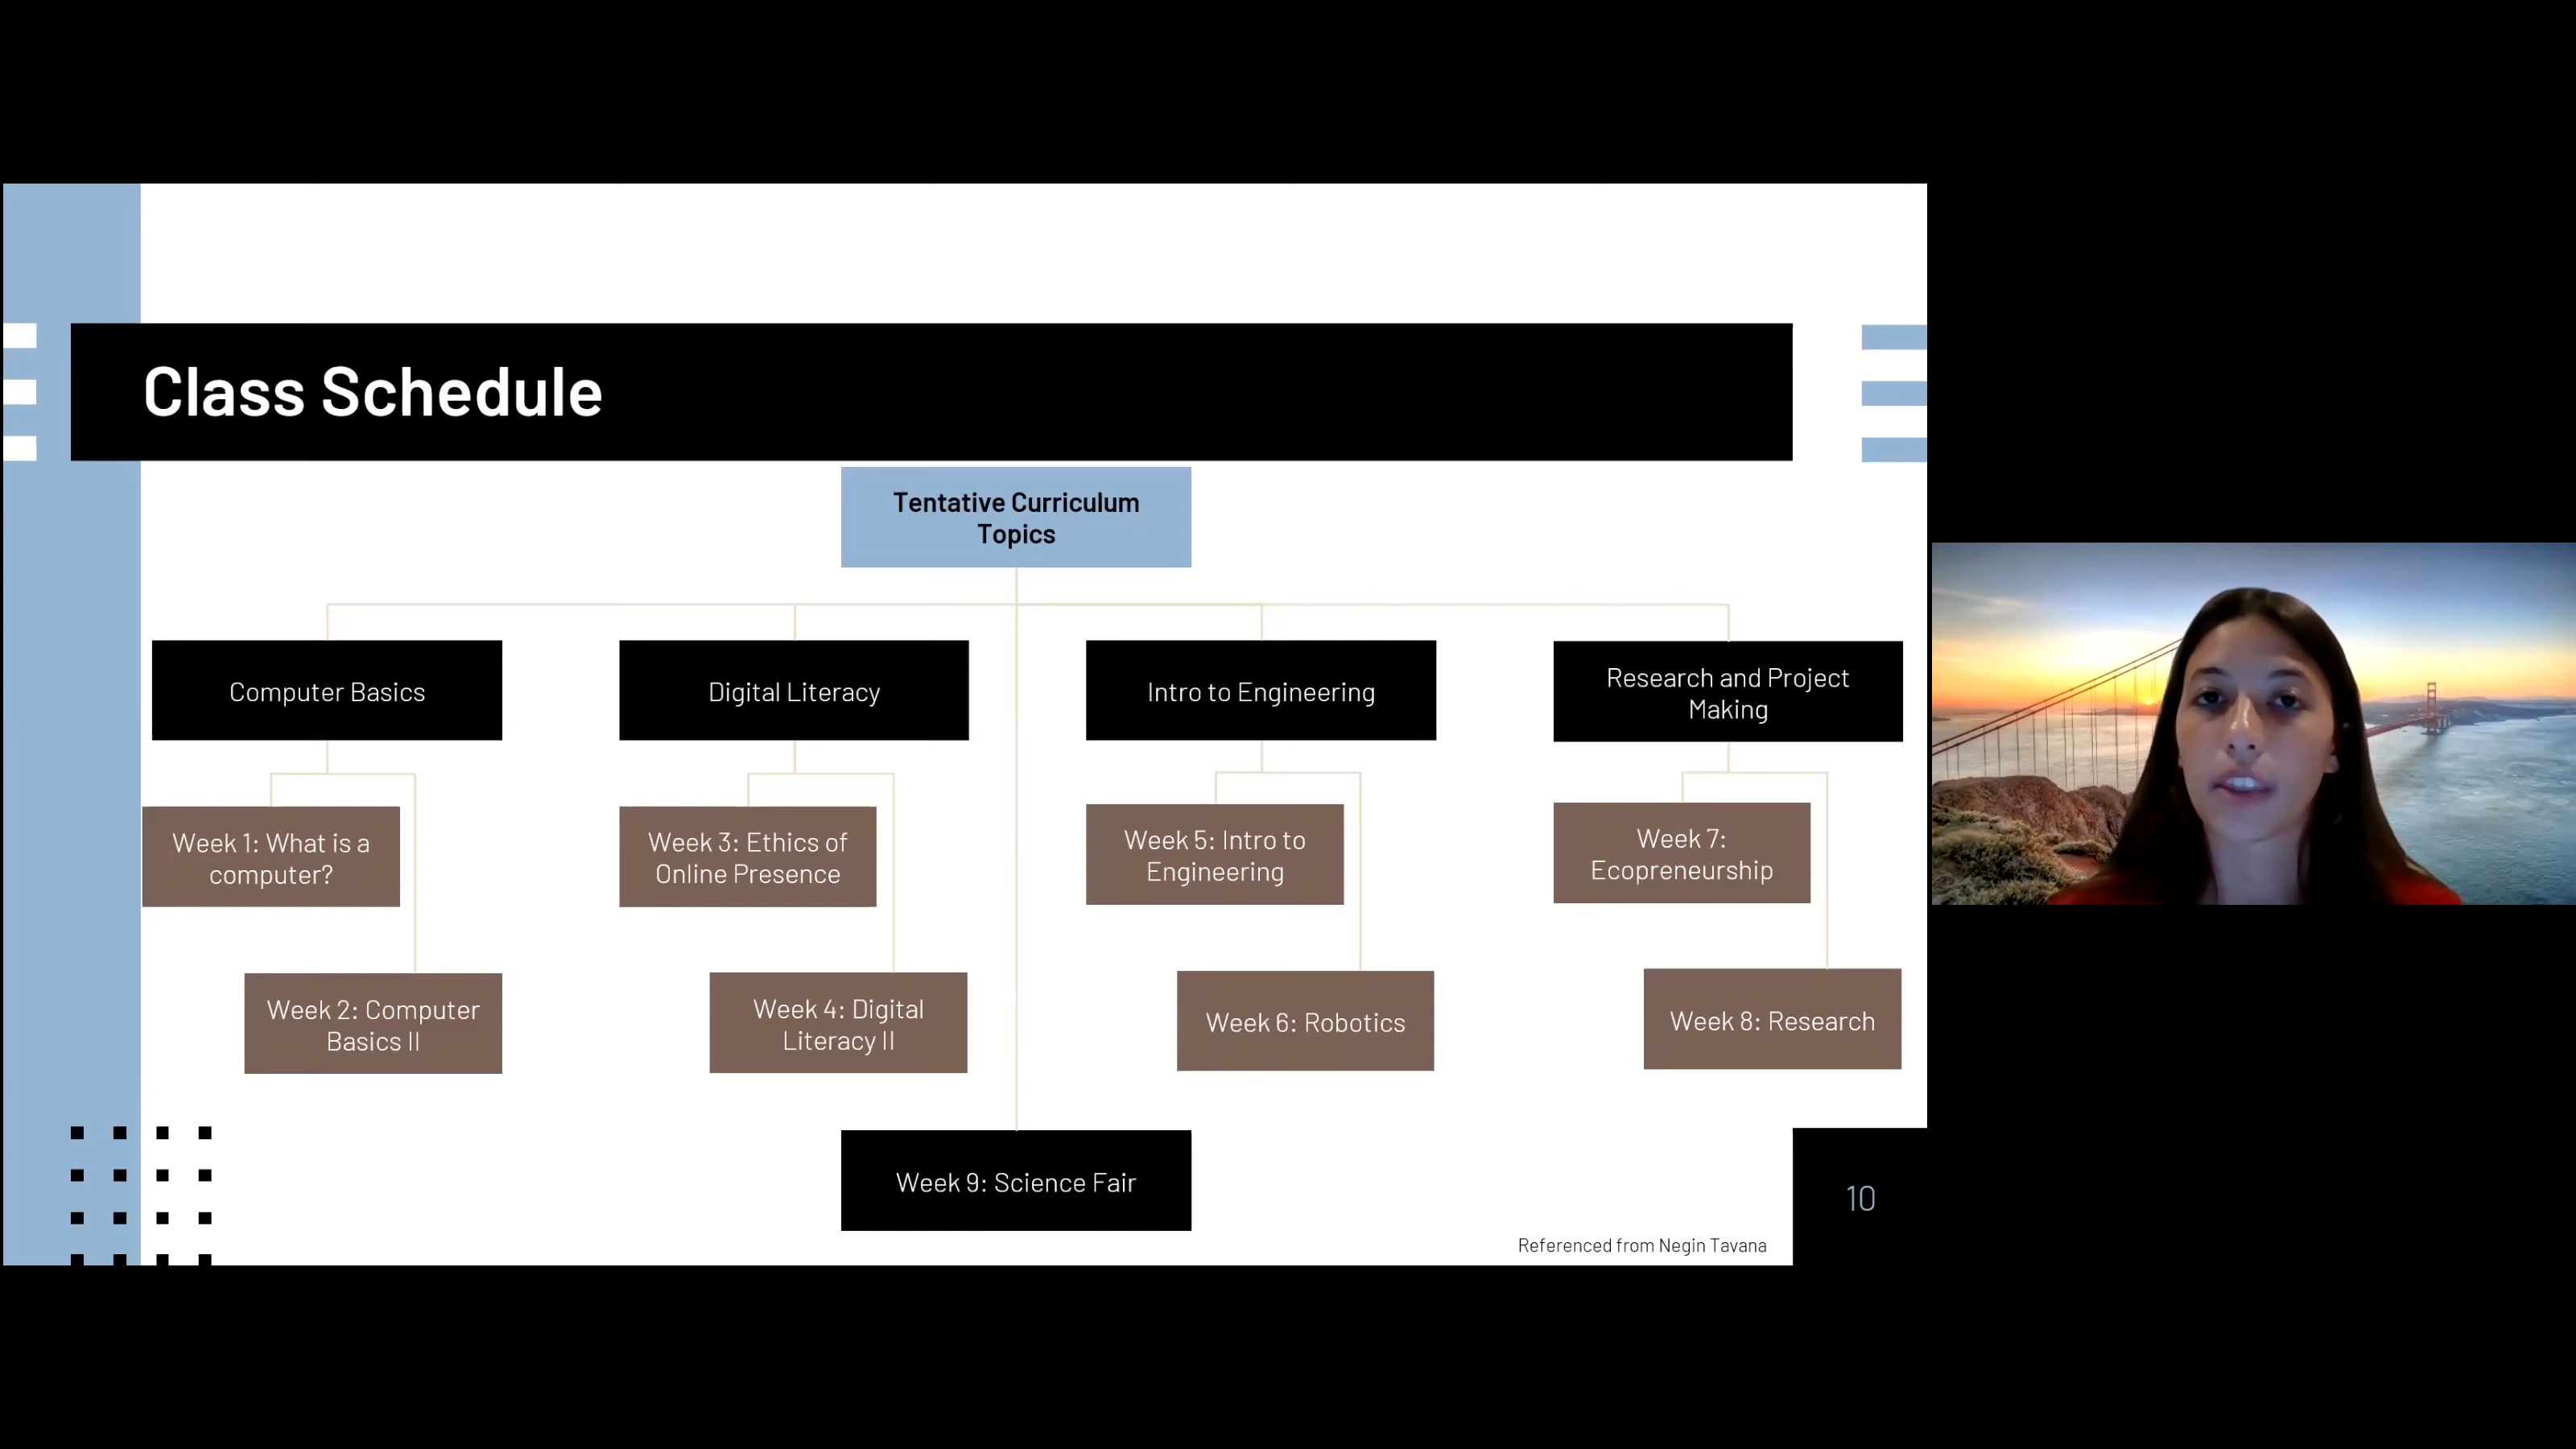 Class Schedule
Tentative Curriculum
Topics
Computer Basics
Digital Literacy
Intro to Engineering
Research and Project
Making
Week 1: What is a
computer?
Week 3: Ethics of
Online Presence
Week 5: Intro to
Engineering
Week 7:
Ecopreneurship
Week 2: Computer
Basics II
Week 4: Digital
Literacy II
Week 6: Robotics
Week 8: Research
Week 9: Science Fair
10
Referenced from Negin Tavana